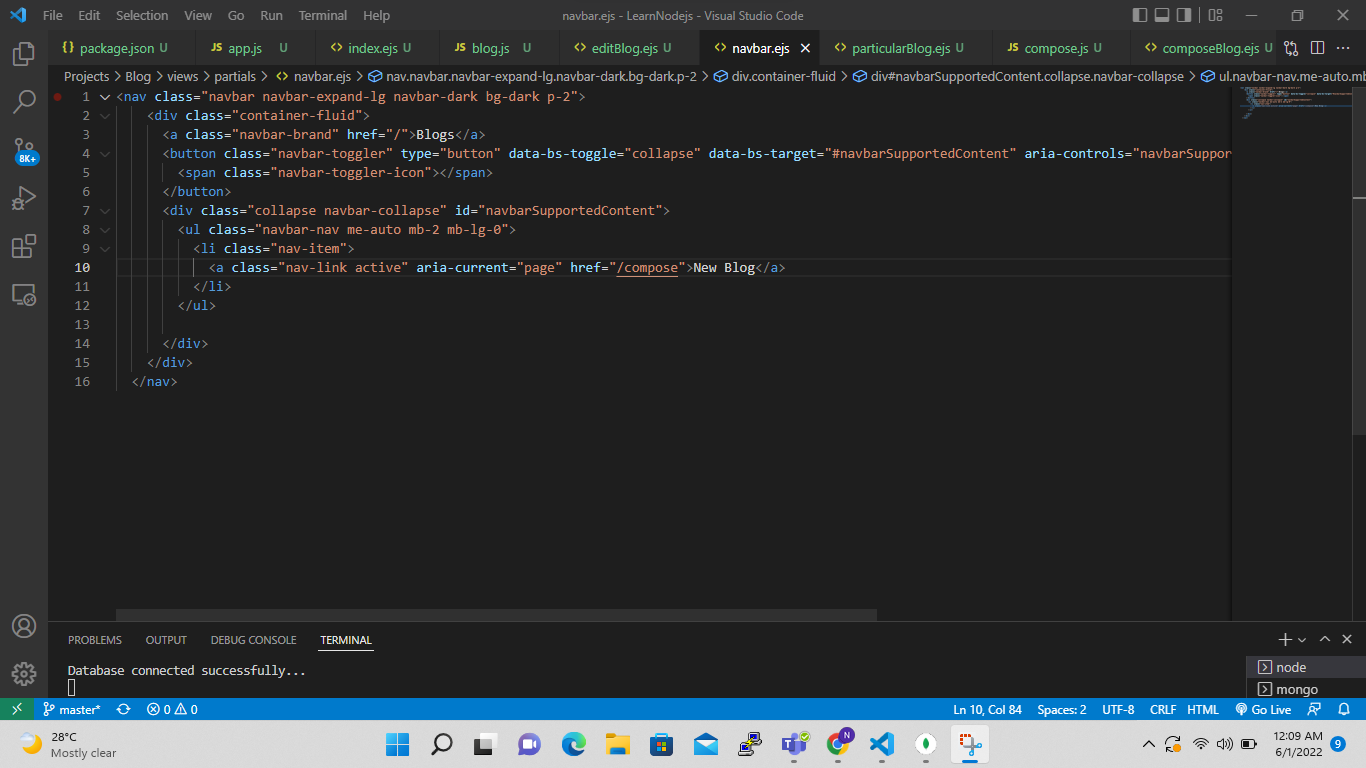 File Edit Selection View Go Run Terminal Help navbar.ejs - LearnNodejs - Visual Studio Code
{} package.json U JS app.js U <> index.ejs U JS blog.js U <> editBlog.ejs U <> navbar.ejs <> particularBlog.ejs U JS compose.js U <> composeBlog.ejs U
Projects > Blog > views > partials > <> navbar.ejs > nav.navbar.navbar-expand-lg.navbar-dark.bg-dark.p-2 > div.container-fluid > div#navbarSupportedContent.collapse.navbar-collapse > ul.navbar-nav.me-auto.mb
1 <nav class="navbar navbar-expand-lg navbar-dark bg-dark p-2">
2 <div class="container-fluid">
3 <a class="navbar-brand" href="/">Blogs</a>
4 <button class="navbar-toggler" type="button" data-bs-toggle="collapse" data-bs-target="#navbarSupportedContent" aria-controls="navbarSuppor
5 <span class="navbar-toggler-icon"></span>
6 </button>
7 <div class="collapse navbar-collapse" id="navbarSupportedContent">
8 <ul class="navbar-nav me-auto mb-2 mb-lg-0">
9 <li class="nav-item">
10 <a class="nav-link active" aria-current="page" href="/compose">New Blog</a>
11 </li>
12 </ul>
13
14 </div>
15 </div>
16 </nav>
8K+
PROBLEMS OUTPUT DEBUG CONSOLE TERMINAL
Database connected successfully...
node
mongo
master* 0 0 Ln 10, Col 84 Spaces: 2 UTF-8 CRLF HTML Go Live
28°C
Mostly clear
N
12:09 AM
6/1/2022
9